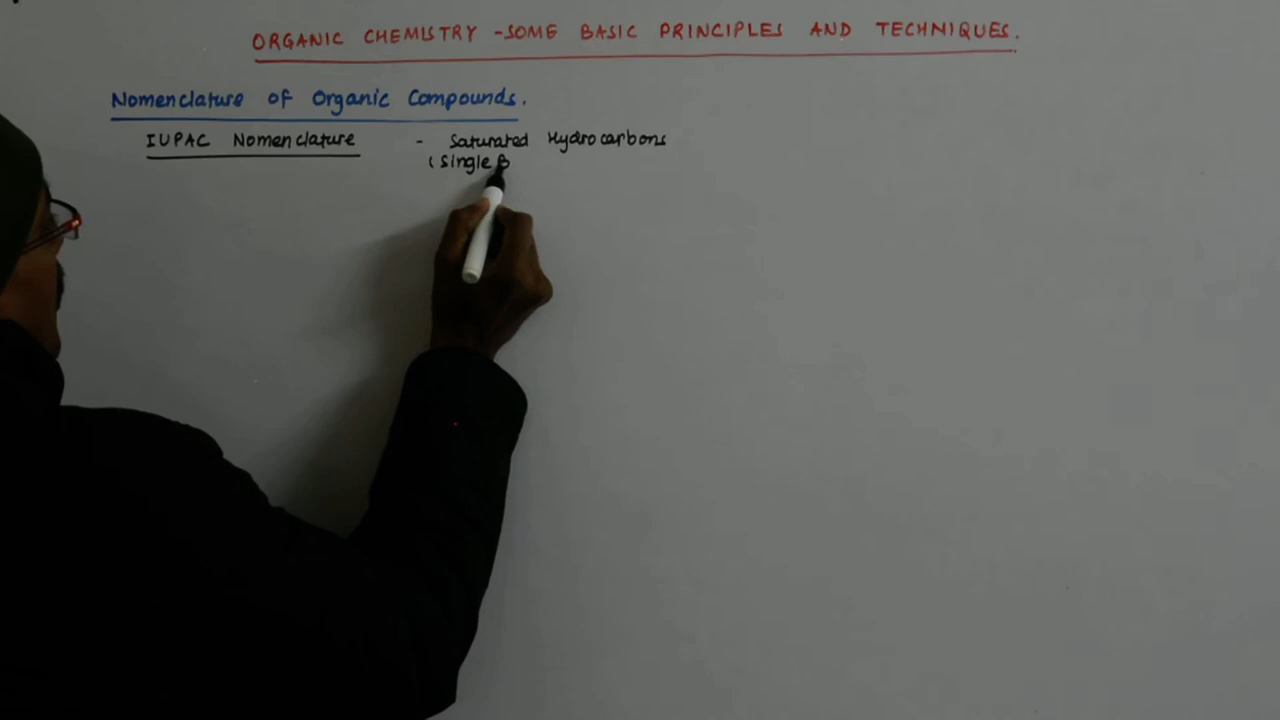 ORGANIC CHEMISTRY - SOME BASIC PRINCIPLES AND TECHNIQUES.
Nomenclature of Organic Compounds.
IUPAC Nomenclature - Saturated Hydrocarbons
(Single B